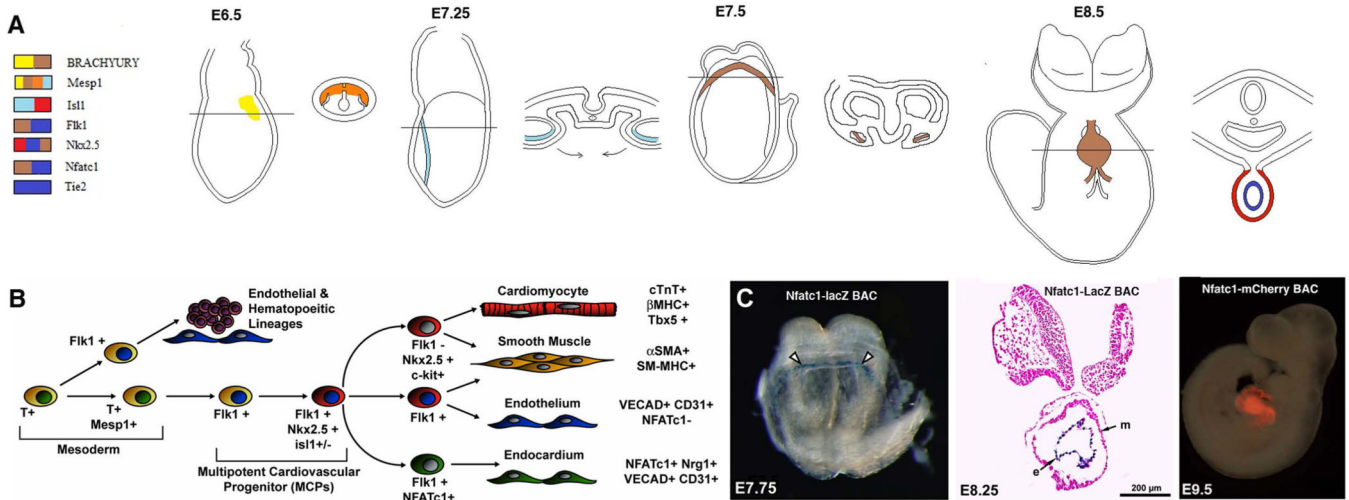 A
E6.5
E7.25
E7.5
E8.5
BRACHYURY
Mesp1
Isl1
Flk1
Nkx2.5
Nfatc1
Tie2
B
Endothelial &
Hematopoeitic
Lineages
Flk1 +
T+
T+
Mesp1+
Mesoderm
Flk1 +
Flk1 +
Nkx2.5 +
isl1+/-
Multipotent Cardiovascular
Progenitor (MCPs)
Flk1 -
Nkx2.5 +
c-kit+
Flk1 +
Flk1 +
NFATc1+
Cardiomyocyte
Smooth Muscle
Endothelium
Endocardium
cTnT+
βMHC+
Tbx5 +
αSMA+
SM-MHC+
VECAD+ CD31+
NFATc1-
NFATc1+ Nrg1+
VECAD+ CD31+
C
Nfatc1-lacZ BAC
E7.75
Nfatc1-LacZ BAC
m
e
E8.25
200 μm
Nfatc1-mCherry BAC
E9.5